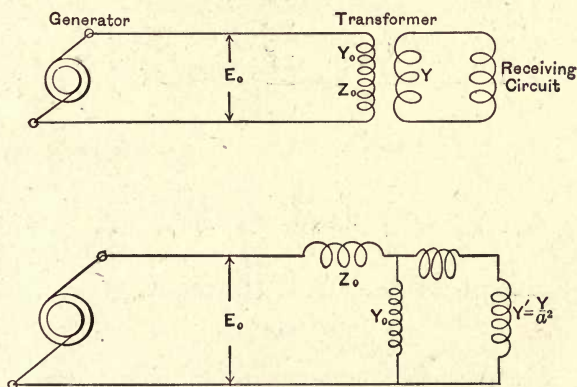 Generator
Transformer
E₀
Y₀
Z₀
Y
Receiving
Circuit
E₀
Z₀
Y₀
Y' = Y/a²